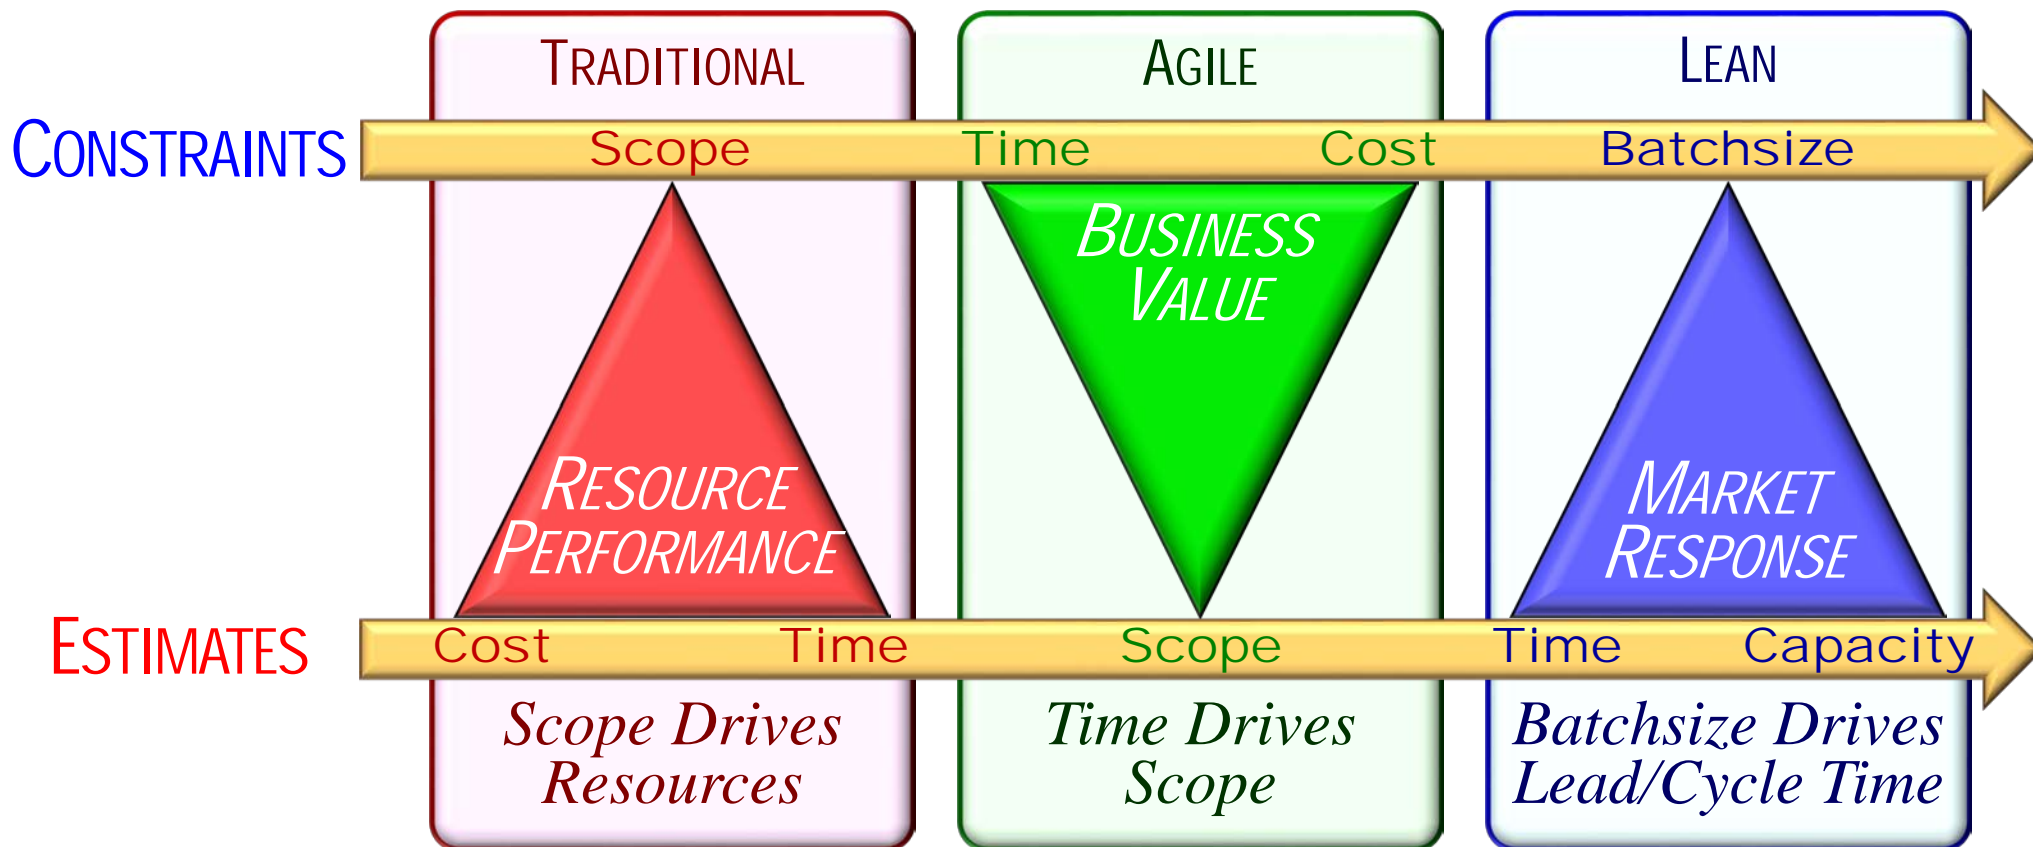 TRADITIONAL
AGILE
LEAN
CONSTRAINTS
Scope
Time
Cost
Batchsize
BUSINESS
VALUE
RESOURCE
PERFORMANCE
MARKET
RESPONSE
ESTIMATES
Cost
Time
Scope
Time
Capacity
Scope Drives
Resources
Time Drives
Scope
Batchsize Drives
Lead/Cycle Time